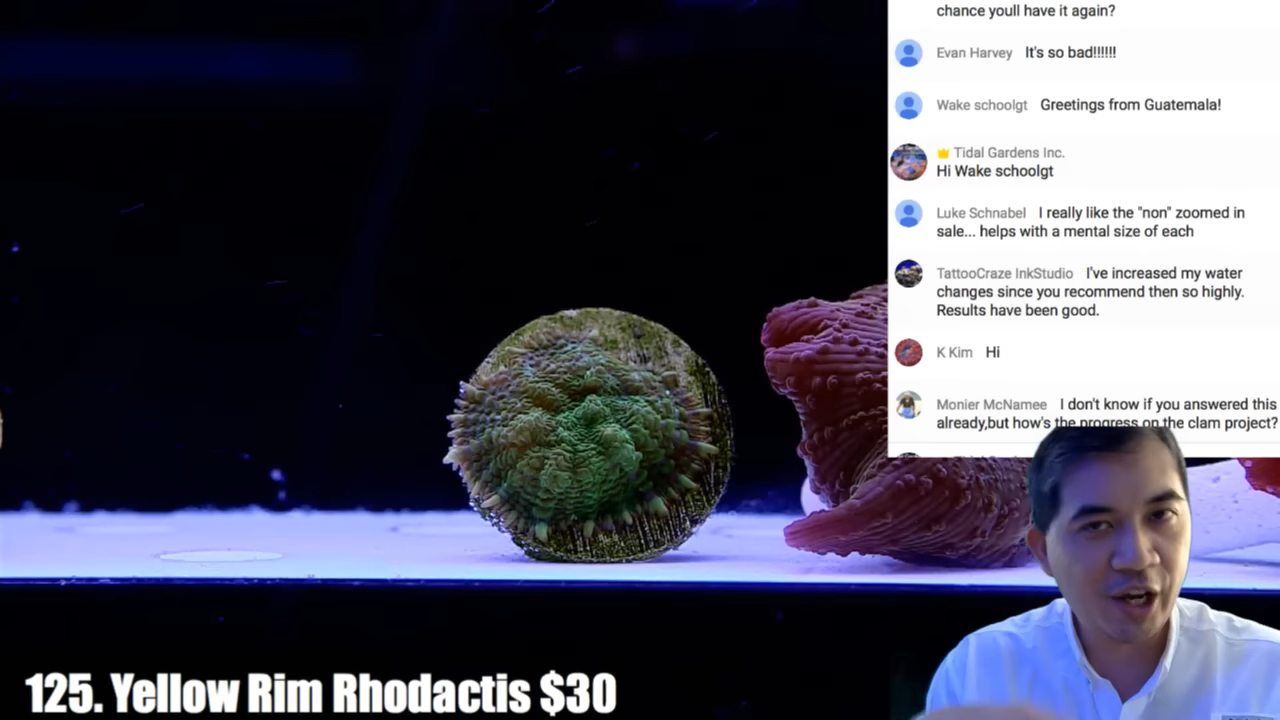 chance youll have it again?
Evan Harvey It's so bad!!!!!!
Wake schoolgt Greetings from Guatemala!
Tidal Gardens Inc.
Hi Wake schoolgt
Luke Schnabel I really like the "non" zoomed in
sale... helps with a mental size of each
TattooCraze InkStudio I've increased my water
changes since you recommend then so highly.
Results have been good.
K Kim Hi
Monier McNamee I don't know if you answered this
already,but how's the progress on the clam project?
125. Yellow Rim Rhodactis $30